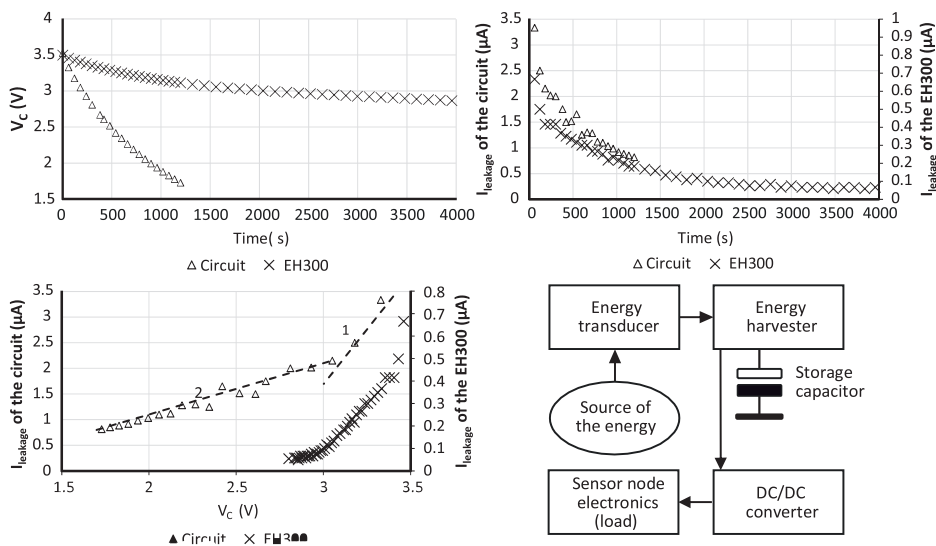 4
3.5
3
2.5
2
1.5
V_C (V)
0 500 1000 1500 2000 2500 3000 3500 4000
Time( s)
△ Circuit × EH300
3.5
3
2.5
2
1.5
1
0.5
0
I_leakage of the circuit (µA)
1
0.9
0.8
0.7
0.6
0.5
0.4
0.3
0.2
0.1
0
I_leakage of the EH300 (µA)
0 500 1000 1500 2000 2500 3000 3500 4000
Time (s)
△ Circuit × EH300
3.5
3
2.5
2
1.5
1
0.5
0
I_leakage of the circuit (µA)
1
2
0.8
0.7
0.6
0.5
0.4
0.3
0.2
0.1
0
I_leakage of the EH300 (µA)
1.5 2 2.5 3 3.5
V_C (V)
▲ Circuit ×
Energy
transducer
Energy
harvester
Storage
capacitor
Source of
the energy
Sensor node
electronics
(load)
DC/DC
converter